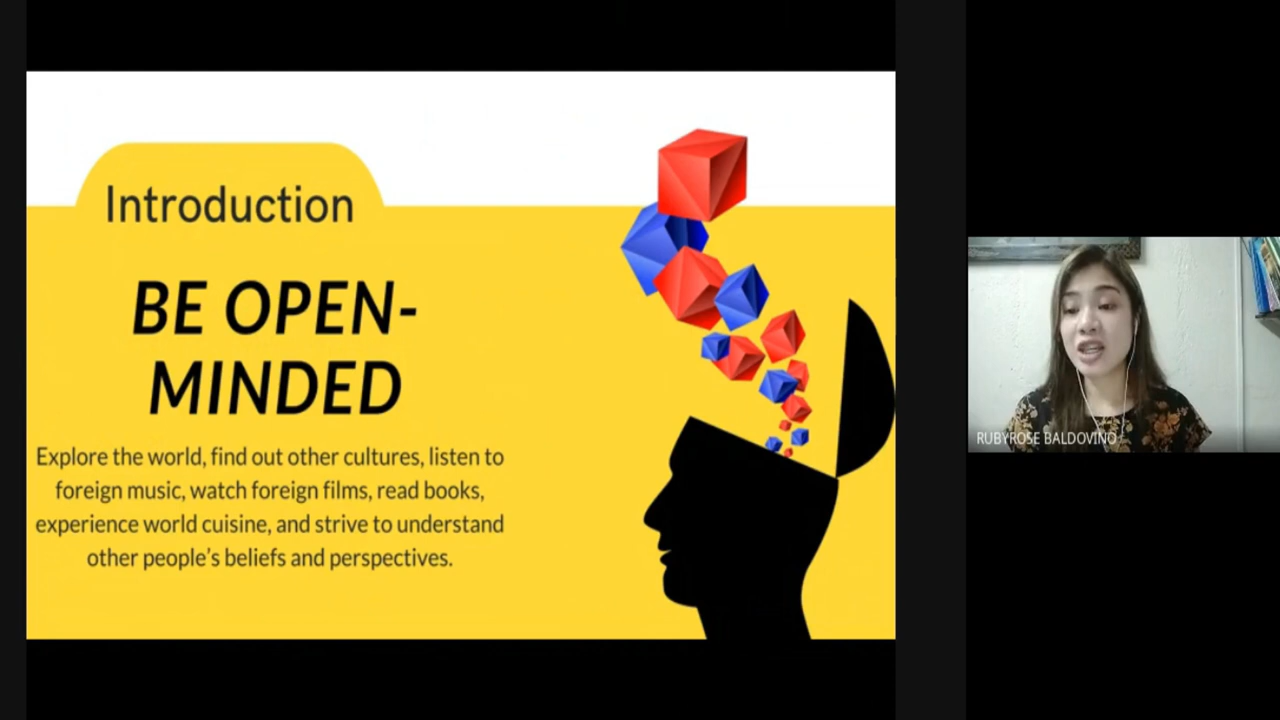 Introduction
BE OPEN-
MINDED
Explore the world, find out other cultures, listen to
foreign music, watch foreign films, read books,
experience world cuisine, and strive to understand
other people's beliefs and perspectives.
RUBYROSE BALDOVINO